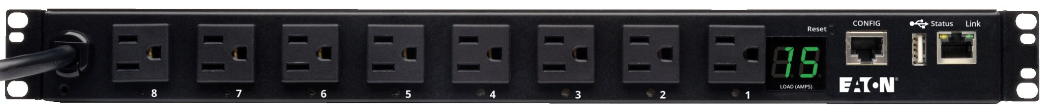 Reset
CONFIG
Status
Link
15
LOAD (AMPS)
EATON
8 7 6 5 4 3 2 1